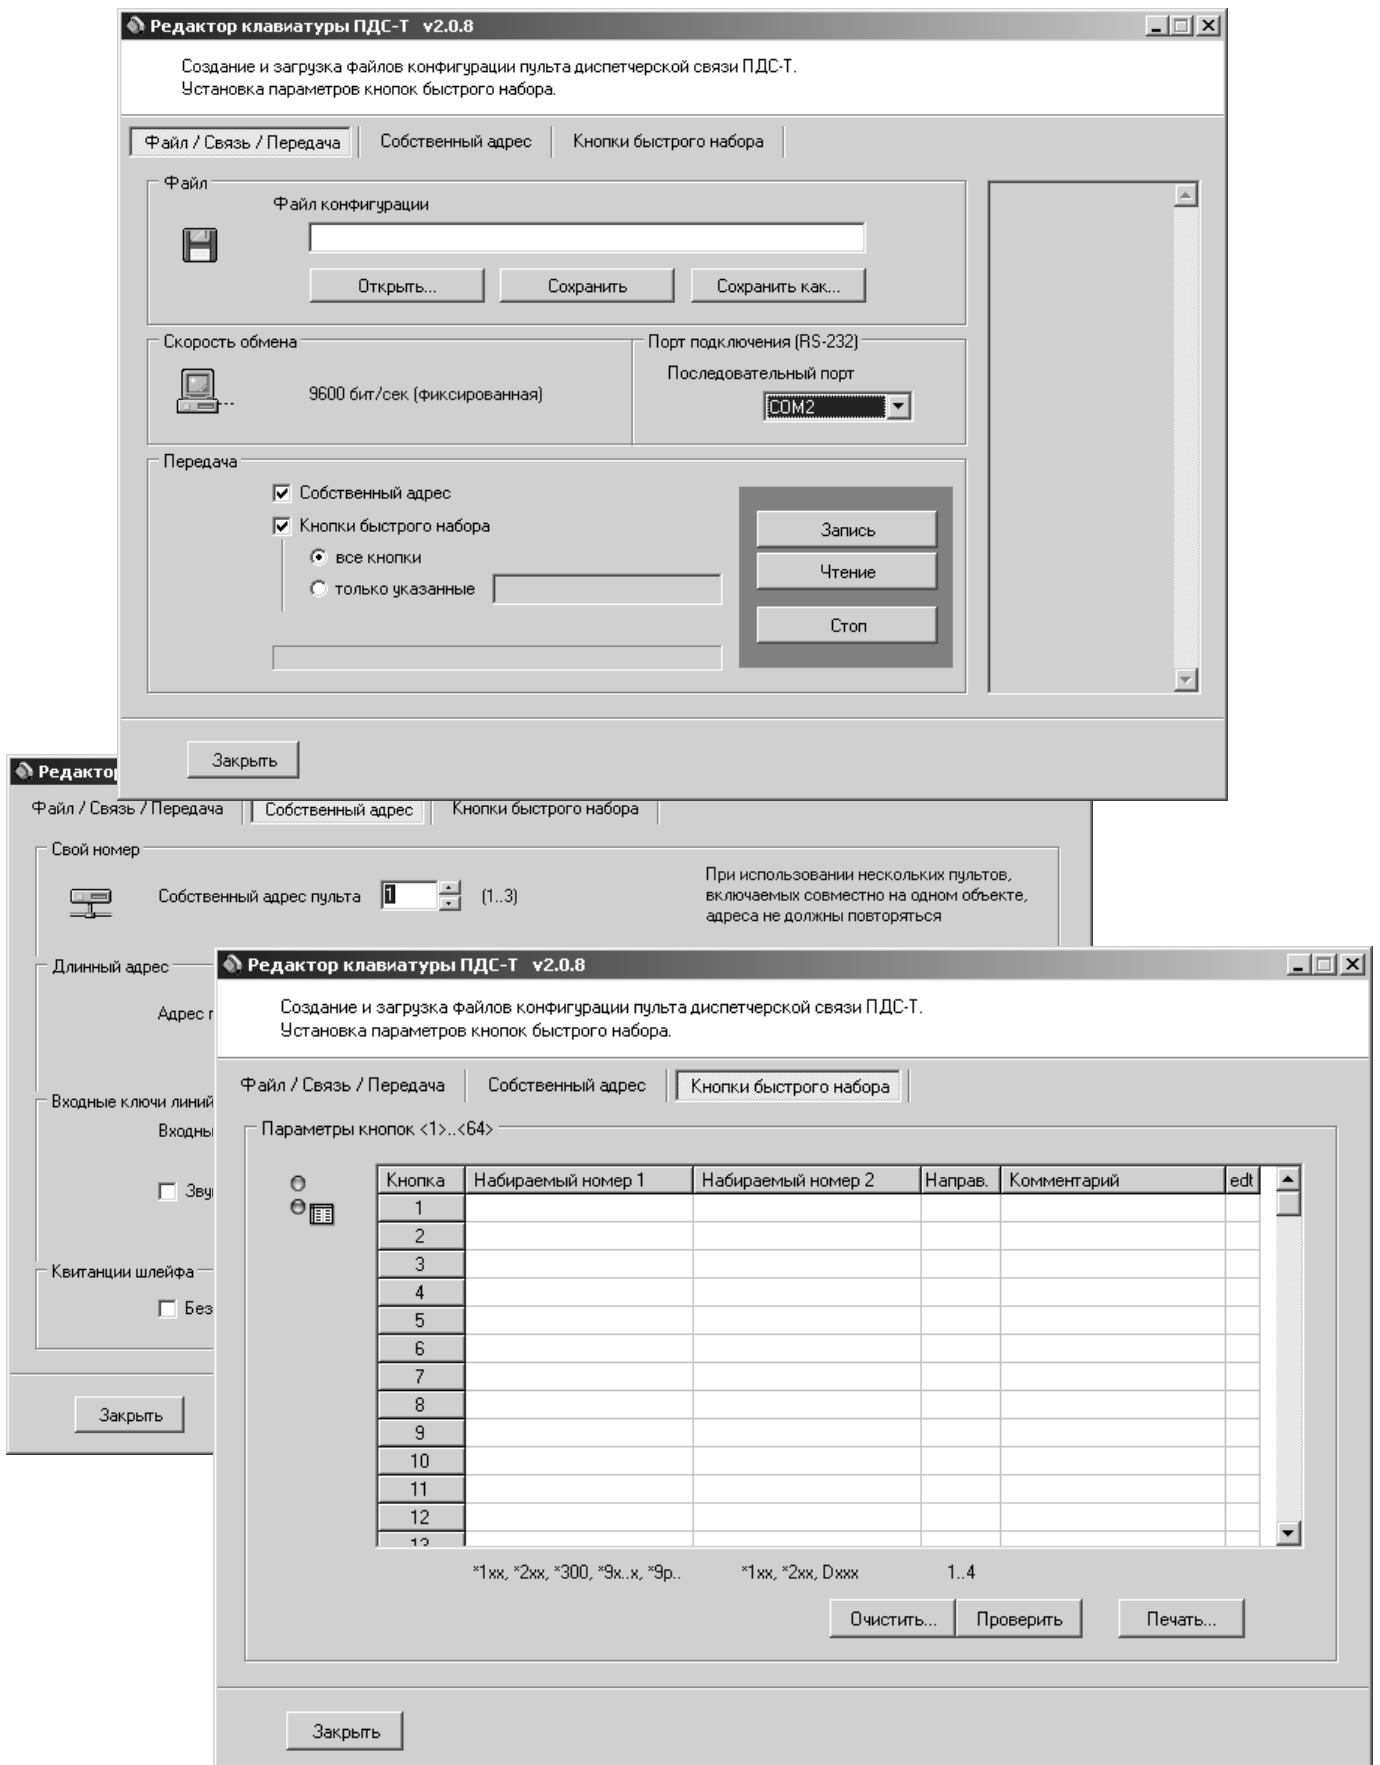 Редактор клавиатуры ПДС-Т v2.0.8
Создание и загрузка файлов конфигурации пульта диспетчерской связи ПДС-Т.
Установка параметров кнопок быстрого набора.
Файл / Связь / Передача Собственный адрес Кнопки быстрого набора
Файл
Файл конфигурации
Открыть... Сохранить Сохранить как...
Скорость обмена Порт подключения (RS-232)
Последовательный порт
9600 бит/сек (фиксированная)
COM2
Передача
Собственный адрес
Кнопки быстрого набора
все кнопки
только указанные
Запись
Чтение
Стоп
Закрыть
Редактор
Файл / Связь / Передача Собственный адрес Кнопки быстрого набора
Свой номер
Собственный адрес пульта 1 (1..3)
При использовании нескольких пультов,
включаемых совместно на одном объекте,
адреса не должны повторяться
Длинный адрес
Адрес
Входные ключи линий
Входны
Зву
Квитанции шлейфа
Без
Закрыть
Редактор клавиатуры ПДС-Т v2.0.8
Создание и загрузка файлов конфигурации пульта диспетчерской связи ПДС-Т.
Установка параметров кнопок быстрого набора.
Файл / Связь / Передача Собственный адрес Кнопки быстрого набора
Параметры кнопок <1>..<64>
Кнопка Набираемый номер 1 Набираемый номер 2 Направ. Комментарий edt
1
2
3
4
5
6
7
8
9
10
11
12
13
*1xx, *2xx, *300, *9x..x, *9p.. *1xx, *2xx, Dxxx 1..4
Очистить... Проверить Печать...
Закрыть